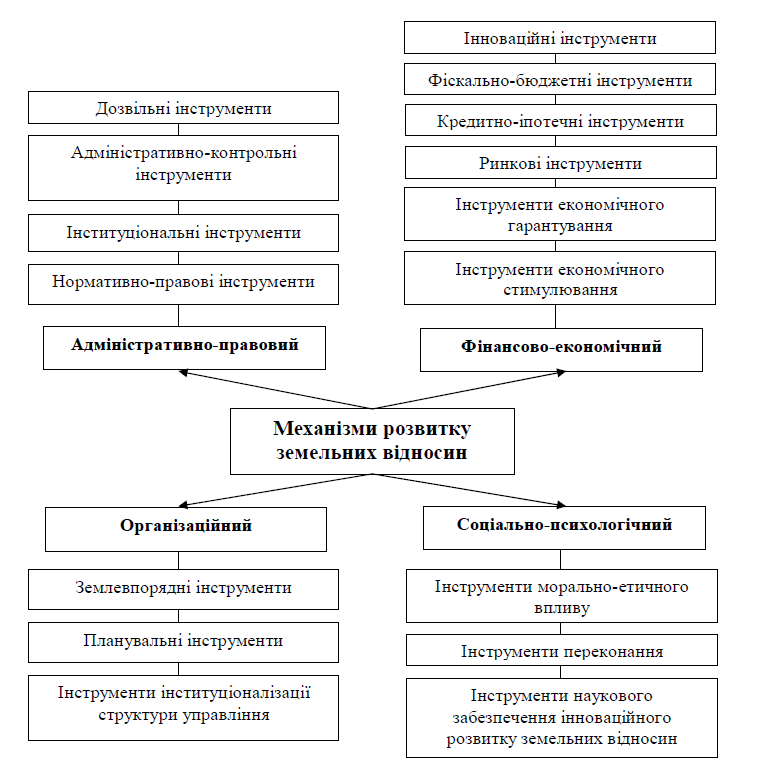 Дозвільні інструменти
Адміністративно-контрольні
інструменти
Інституціональні інструменти
Нормативно-правові інструменти
Адміністративно-правовий
Інноваційні інструменти
Фіскально-бюджетні інструменти
Кредитно-іпотечні інструменти
Ринкові інструменти
Інструменти економічного
гарантування
Інструменти економічного
стимулювання
Фінансово-економічний
Механізми розвитку
земельних відносин
Організаційний
Землевпорядні інструменти
Планувальні інструменти
Інструменти інституціоналізації
структури управління
Соціально-психологічний
Інструменти морально-етичного
впливу
Інструменти переконання
Інструменти наукового
забезпечення інноваційного
розвитку земельних відносин